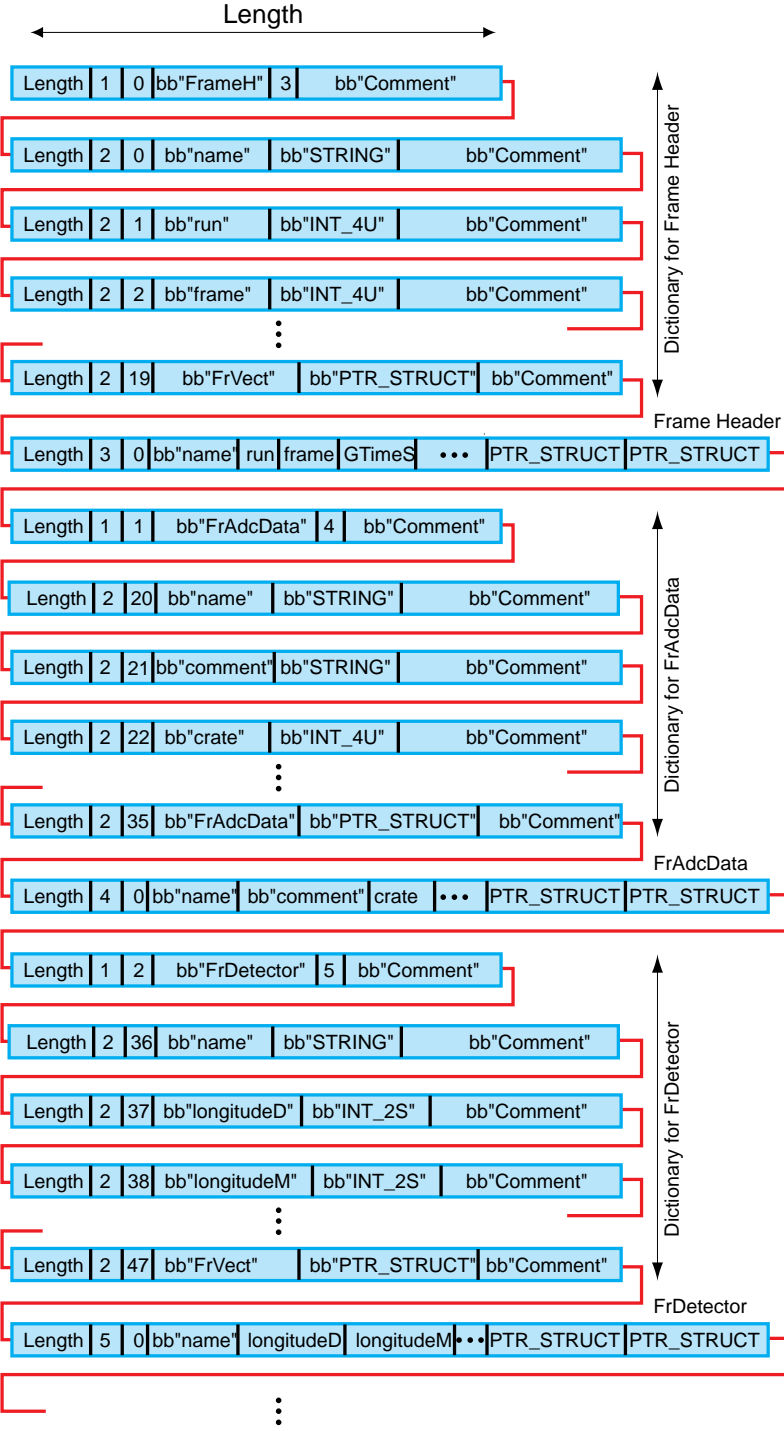 Length
Length 1 0 bb"FrameH" 3 bb"Comment"
Length 2 0 bb"name" bb"STRING" bb"Comment"
Length 2 1 bb"run" bb"INT_4U" bb"Comment"
Length 2 2 bb"frame" bb"INT_4U" bb"Comment"
Length 2 19 bb"FrVect" bb"PTR_STRUCT" bb"Comment"
Dictionary for Frame Header
Frame Header
Length 3 0 bb"name" run frame GTimeS ••• PTR_STRUCT PTR_STRUCT
Length 1 1 bb"FrAdcData" 4 bb"Comment"
Length 2 20 bb"name" bb"STRING" bb"Comment"
Length 2 21 bb"comment" bb"STRING" bb"Comment"
Length 2 22 bb"crate" bb"INT_4U" bb"Comment"
Length 2 35 bb"FrAdcData" bb"PTR_STRUCT" bb"Comment"
Dictionary for FrAdcData
FrAdcData
Length 4 0 bb"name" bb"comment" crate ••• PTR_STRUCT PTR_STRUCT
Length 1 2 bb"FrDetector" 5 bb"Comment"
Length 2 36 bb"name" bb"STRING" bb"Comment"
Length 2 37 bb"longitudeD" bb"INT_2S" bb"Comment"
Length 2 38 bb"longitudeM" bb"INT_2S" bb"Comment"
Length 2 47 bb"FrVect" bb"PTR_STRUCT" bb"Comment"
Dictionary for FrDetector
FrDetector
Length 5 0 bb"name" longitudeD longitudeM ••• PTR_STRUCT PTR_STRUCT